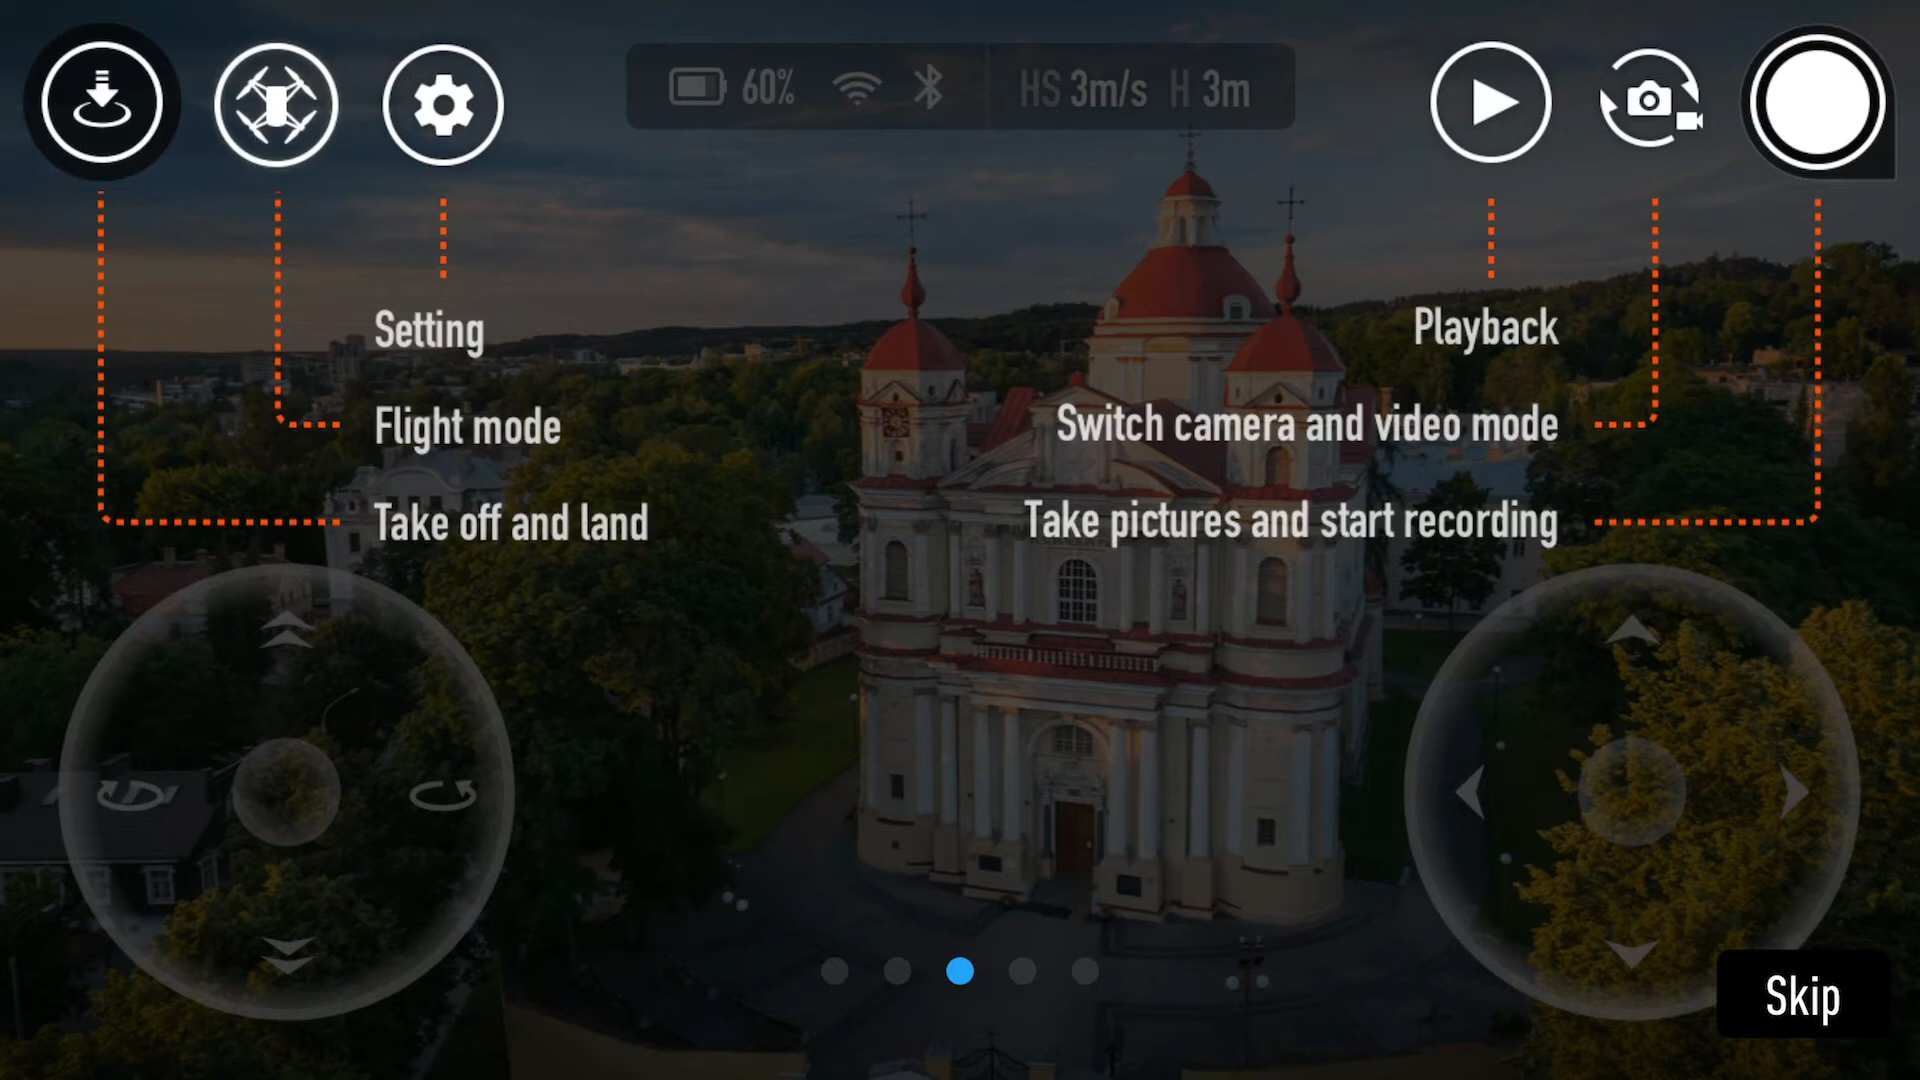 60%
HS 3m/s H 3m
Setting
Playback
Flight mode
Switch camera and video mode
Take off and land
Take pictures and start recording
Skip